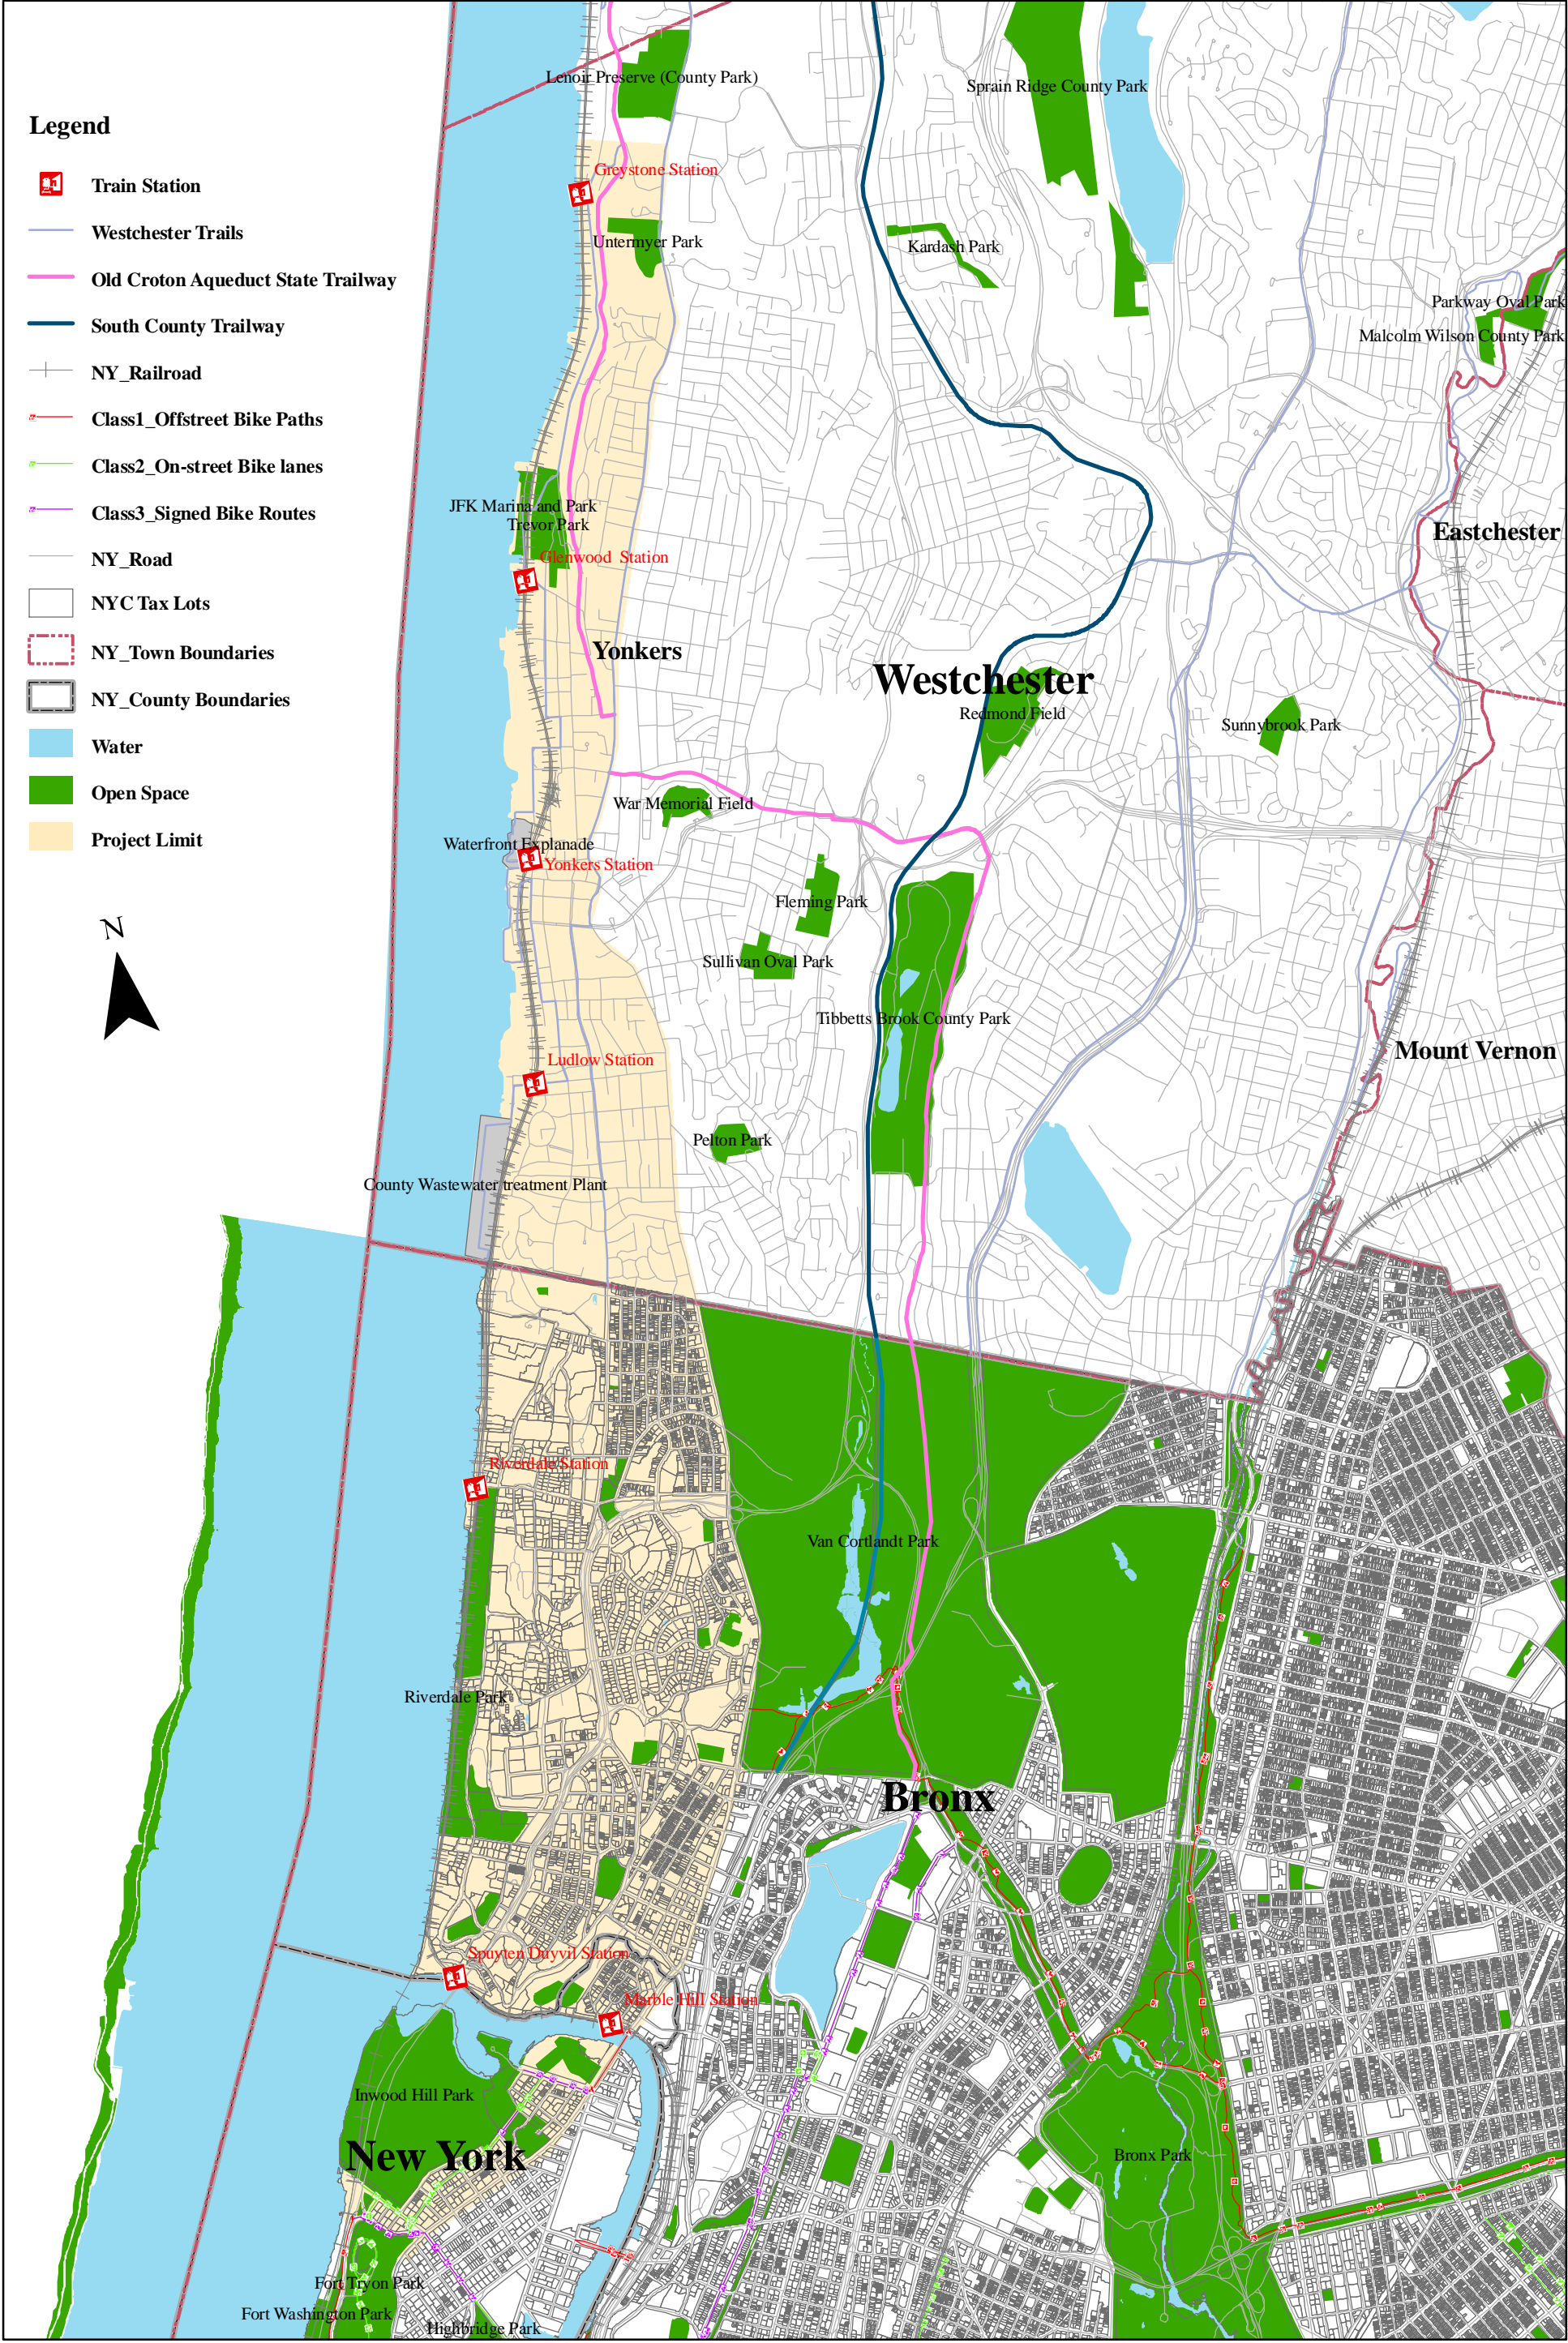 Legend
Train Station
Westchester Trails
Old Croton Aqueduct State Trailway
South County Trailway
NY_Railroad
Class1_Offstreet Bike Paths
Class2_On-street Bike lanes
Class3_Signed Bike Routes
NY_Road
NYC Tax Lots
NY_Town Boundaries
NY_County Boundaries
Water
Open Space
Project Limit
N
Lenoir Preserve (County Park)
Sprain Ridge County Park
Greystone Station
Untermyer Park
Kardash Park
Parkway Oval Park
Malcolm Wilson County Park
JFK Marina and Park
Trevor Park
Eastchester
Glenwood Station
Yonkers
Westchester
Redmond Field
Sunnybrook Park
War Memorial Field
Waterfront Explanade
Yonkers Station
Fleming Park
Sullivan Oval Park
Tibbetts Brook County Park
Mount Vernon
Ludlow Station
Pelton Park
County Wastewater treatment Plant
Riverdale Station
Van Cortlandt Park
Riverdale Park
Bronx
Spuyten Duyvil Station
Marble Hill Station
Inwood Hill Park
New York
Bronx Park
Fort Tryon Park
Fort Washington Park
Highbridge Park